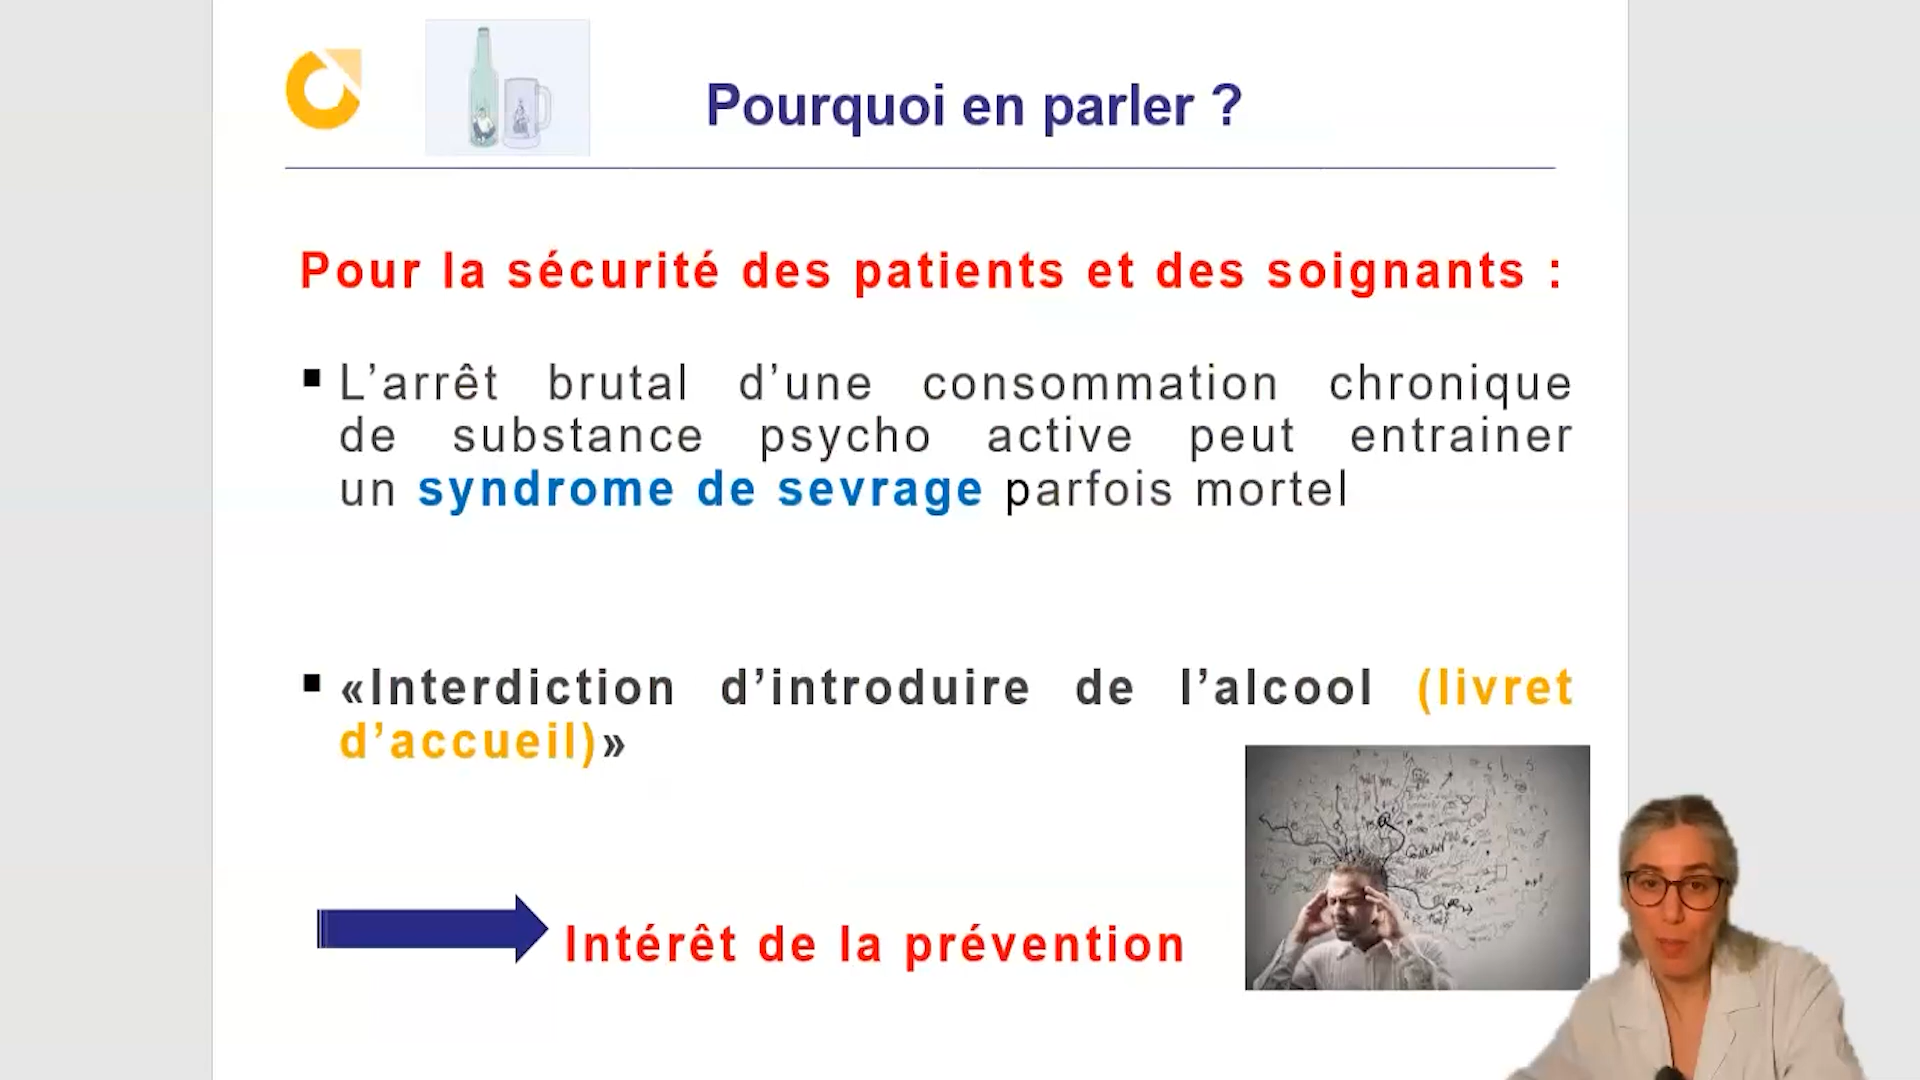 Pourquoi en parler ?
Pour la sécurité des patients et des soignants :
▪ L’arrêt brutal d’une consommation chronique
de substance psycho active peut entrainer
un syndrome de sevrage parfois mortel
▪ «Interdiction d’introduire de l’alcool (livret
d’accueil)»
Intérêt de la prévention